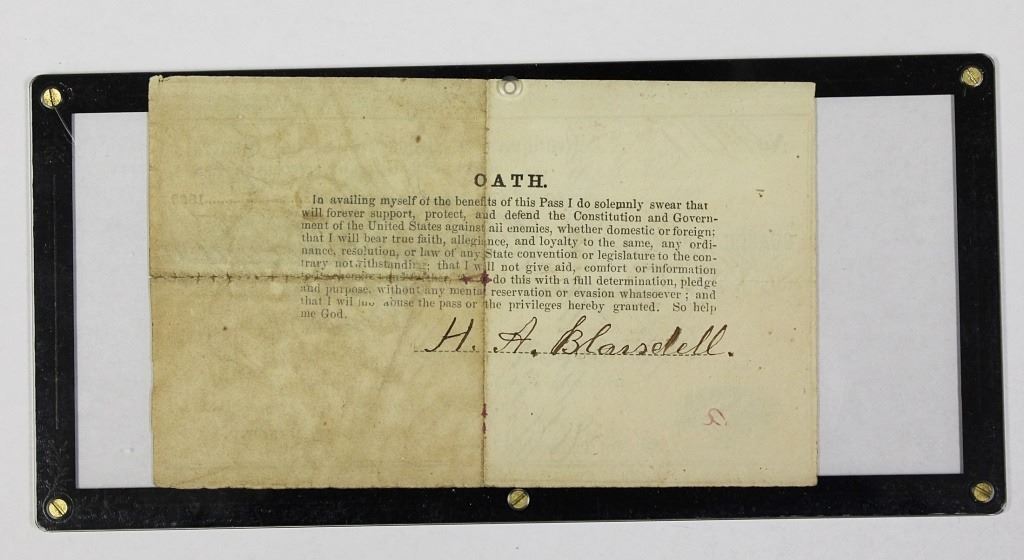 OATH.
In availing myself of the benefits of this Pass I do solemnly swear that
will forever support, protect, and defend the Constitution and Govern-
ment of the United States against all enemies, whether domestic or foreign;
that I will bear true faith, allegiance, and loyalty to the same, any ordi-
nance, resolution, or law of any State convention or legislature to the con-
trary notwithstanding; that I will not give aid, comfort or information
do this with a full determination, pledge
and purpose, without any mental reservation or evasion whatsoever; and
that I wil abuse the pass or the privileges hereby granted. So help
me God.
H. A. Blaisdell.